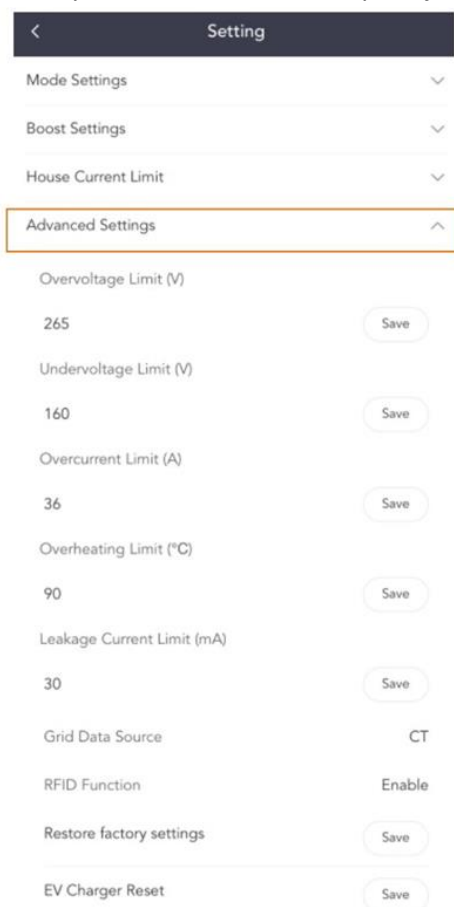 Setting
Mode Settings
Boost Settings
House Current Limit
Advanced Settings
Overvoltage Limit (V)
265 Save
Undervoltage Limit (V)
160 Save
Overcurrent Limit (A)
36 Save
Overheating Limit (°C)
90 Save
Leakage Current Limit (mA)
30 Save
Grid Data Source CT
RFID Function Enable
Restore factory settings Save
EV Charger Reset Save